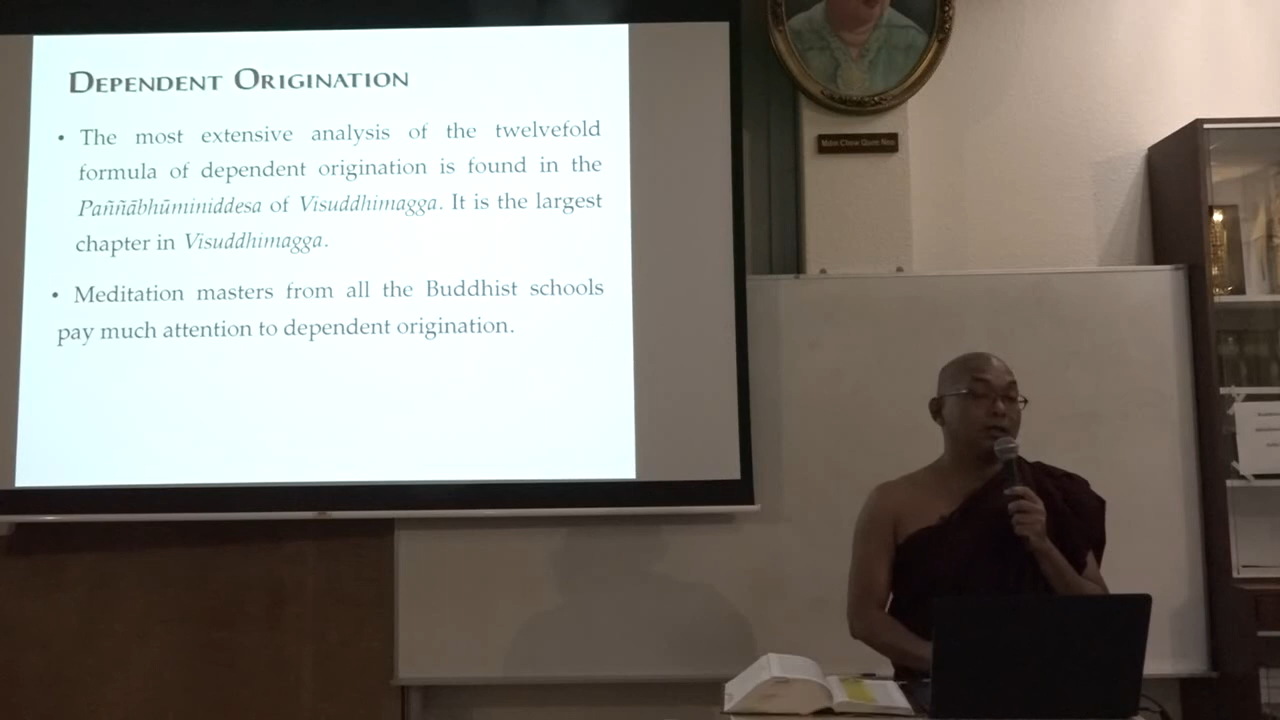 DEPENDENT ORIGINATION
• The most extensive analysis of the twelvefold
formula of dependent origination is found in the
Paññābhūminiddesa of Visuddhimagga. It is the largest
chapter in Visuddhimagga.
• Meditation masters from all the Buddhist schools
pay much attention to dependent origination.